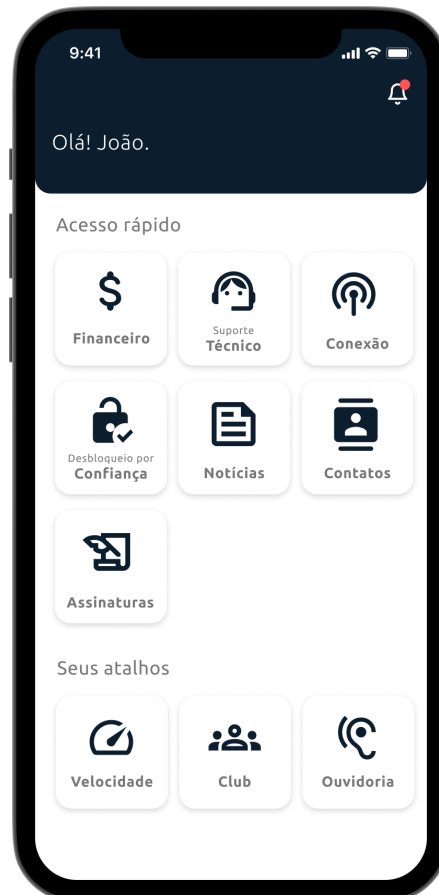 9:41
Olá! João.
Acesso rápido
Financeiro
Suporte
Técnico
Conexão
Desbloqueio por
Confiança
Notícias
Contatos
Assinaturas
Seus atalhos
Velocidade
Club
Ouvidoria